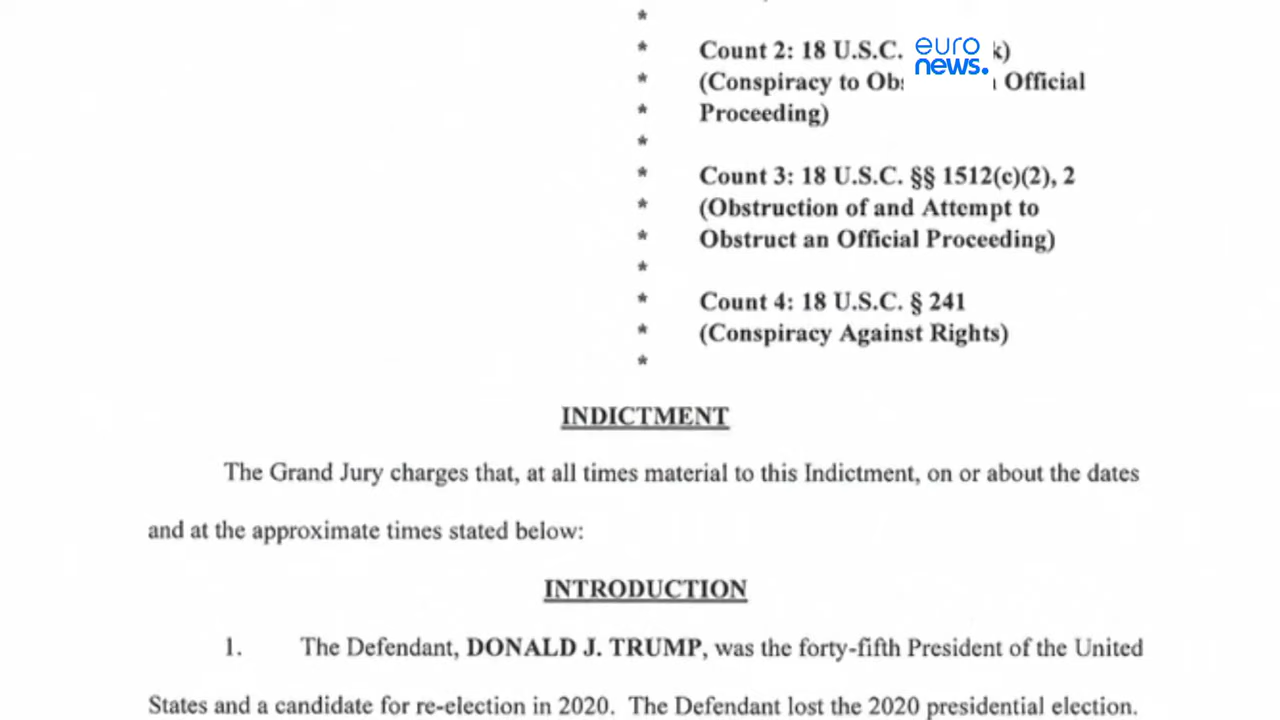 *
* Count 2: 18 U.S.C. k)
* (Conspiracy to Official
* Proceeding)
*
* Count 3: 18 U.S.C. §§ 1512(c)(2), 2
* (Obstruction of and Attempt to
* Obstruct an Official Proceeding)
*
* Count 4: 18 U.S.C. § 241
* (Conspiracy Against Rights)
*
euro
news.
INDICTMENT
The Grand Jury charges that, at all times material to this Indictment, on or about the dates
and at the approximate times stated below:
INTRODUCTION
1. The Defendant, DONALD J. TRUMP, was the forty-fifth President of the United
States and a candidate for re-election in 2020. The Defendant lost the 2020 presidential election.